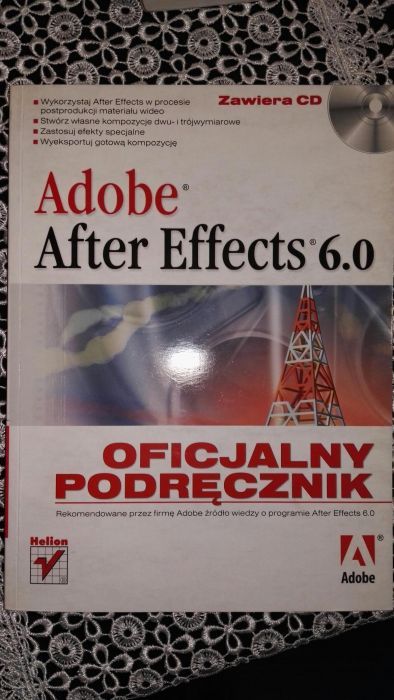 Wykorzystaj After Effects w procesie
postprodukcji materiału wideo
Stwórz własne kompozycje dwu- i trójwymiarowe
Zastosuj efekty specjalne
Wyeksportuj gotową kompozycję
Zawiera CD
Adobe®
After Effects® 6.0
OFICJALNY
PODRĘCZNIK
Rekomendowane przez firmę Adobe źródło wiedzy o programie After Effects 6.0
Helion
Adobe®